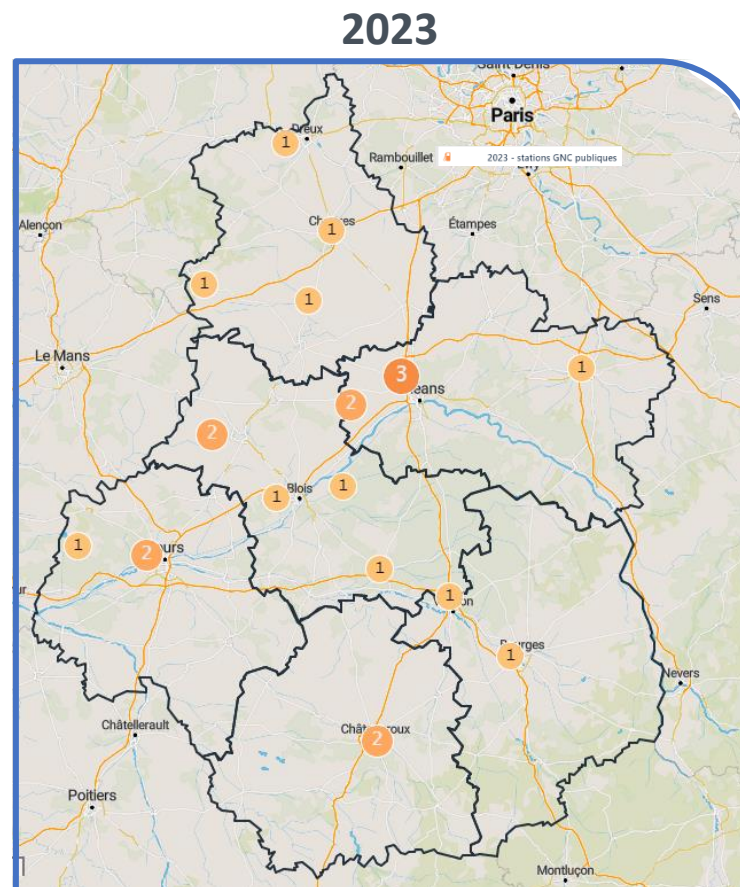 2023
Saint-Denis
Paris
Dreux
1
Rambouillet
2023 - stations GNC publiques
Alençon
1
Étampes
1
1
Sens
Le Mans
3
1
2
2
1
Blois
1
1
2
1
1
Bourges
1
Nevers
Châtellerault
Châteauroux
2
Poitiers
Montluçon